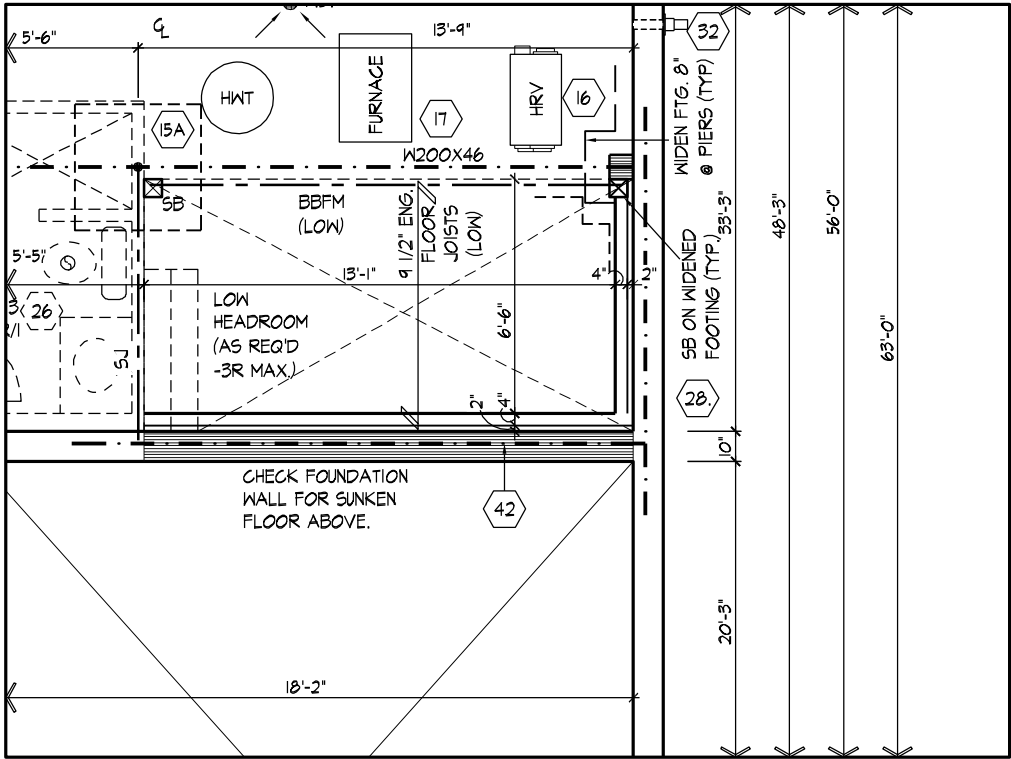 5'-6"
13'-9"
32
HWT
FURNACE
HRV
16
15A
17
W200X46
WIDEN FTG. 8"
@ PIERS (TYP)
SB
BBFM
(LOW)
9 1/2" ENG.
FLOOR
JOISTS
(LOW)
33'-3"
48'-3"
56'-0"
63'-0"
5'-5"
13'-1"
4"
2"
26
LOW
HEADROOM
(AS REQ'D
-3R MAX.)
6'-6"
SB ON WIDENED
FOOTING (TYP.)
SJ
28.
2"
4"
10"
CHECK FOUNDATION
WALL FOR SUNKEN
FLOOR ABOVE.
42
20'-3"
18'-2"